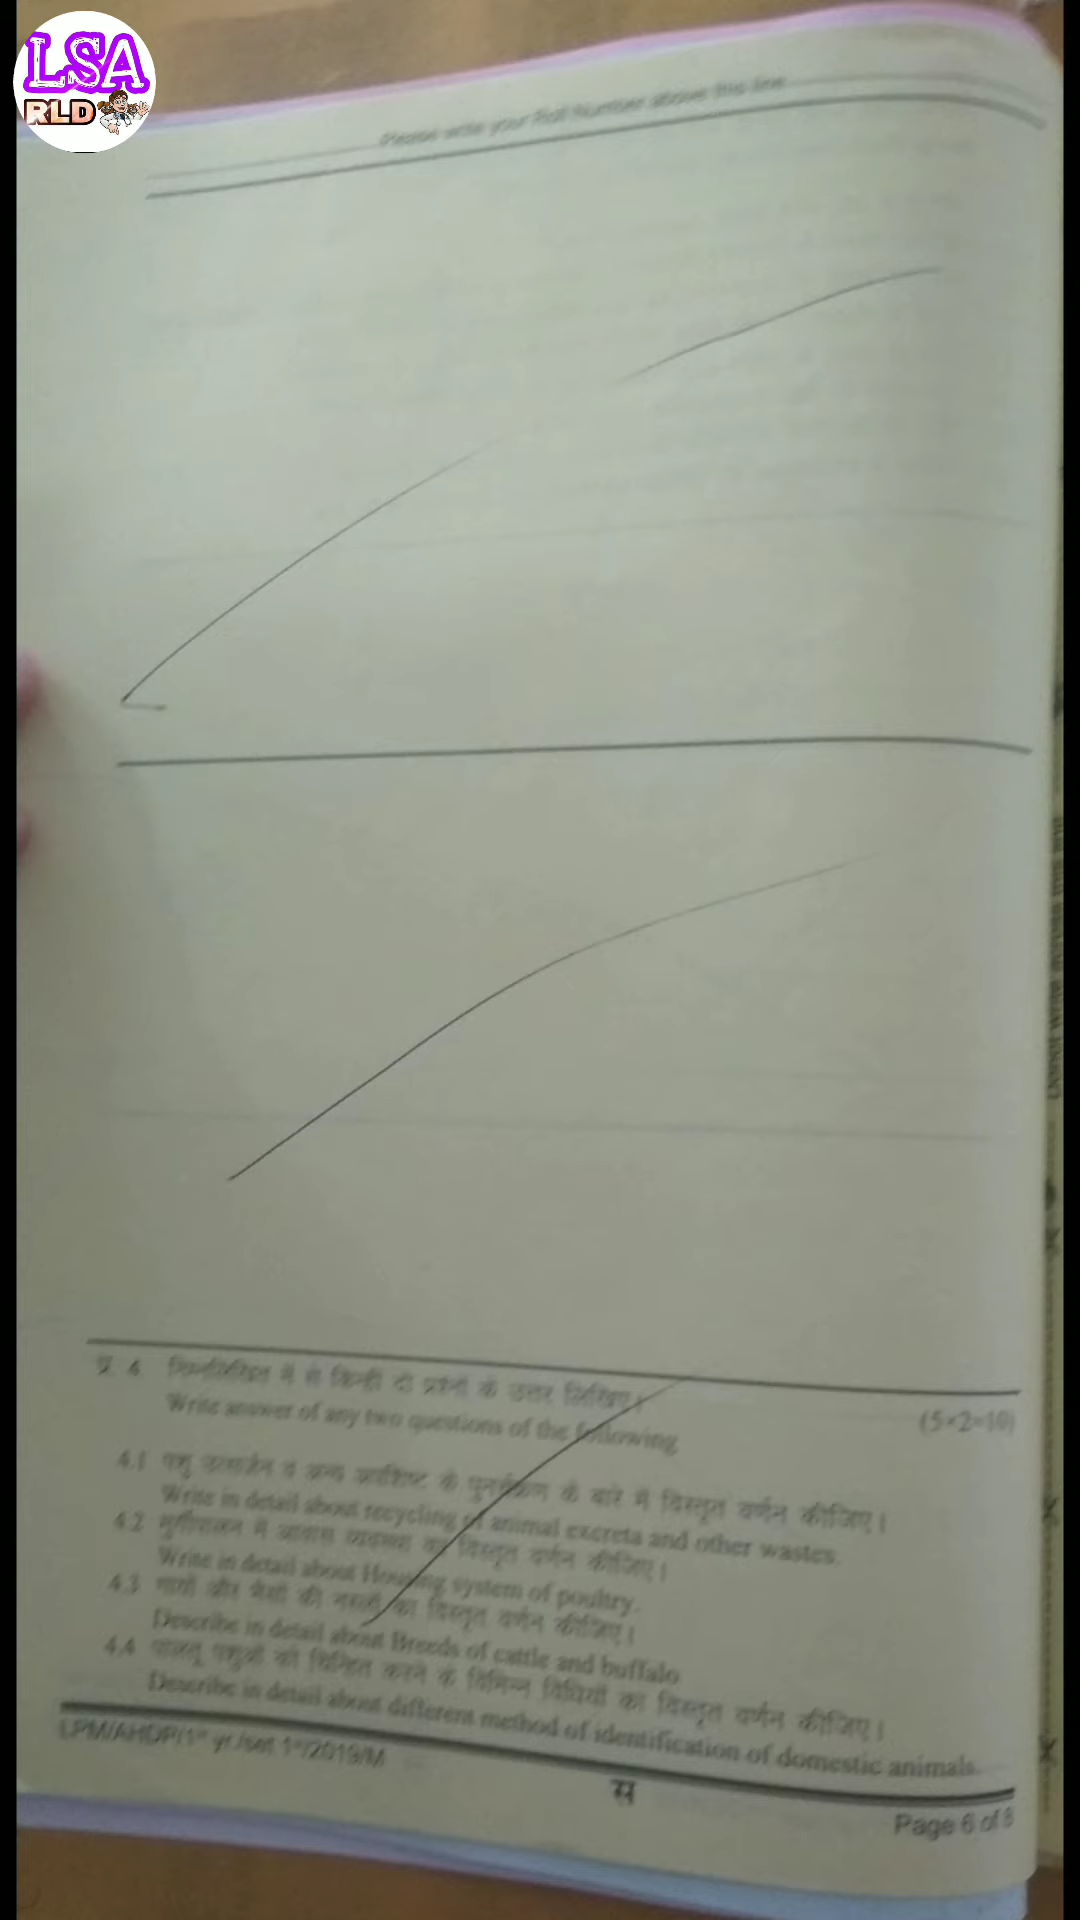 LSA
RLD
Please write your Roll Number above this line
प्र. 4 निम्नलिखित में से किन्हीं दो प्रश्नों के उत्तर लिखिए।
Write answer of any two questions of the following
(5×2=10)
4.1 पशु उत्सर्जन व अन्य अपशिष्ट के पुनर्चक्रण के बारे में विस्तृत वर्णन कीजिए।
Write in detail about recycling of animal excreta and other wastes.
4.2 मुर्गीपालन में आवास व्यवस्था का विस्तृत वर्णन कीजिए।
Write in detail about Housing system of poultry.
4.3 गायों और भैंसों की नस्लों का विस्तृत वर्णन कीजिए।
Describe in detail about Breeds of cattle and buffalo
4.4 पालतू पशुओं को चिन्हित करने के विभिन्न विधियों का विस्तृत वर्णन कीजिए।
Describe in detail about different method of identification of domestic animals.
LPM/AHDP/1st yr./set 1st/2019/M
स
Page 6 of 8